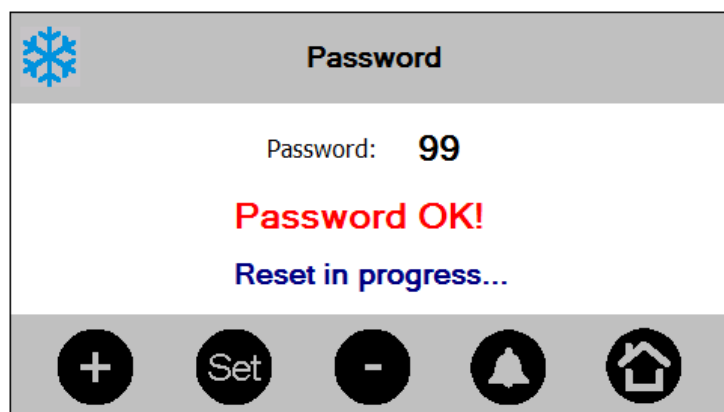 Password
Password: 99
Password OK!
Reset in progress...
+ Set -